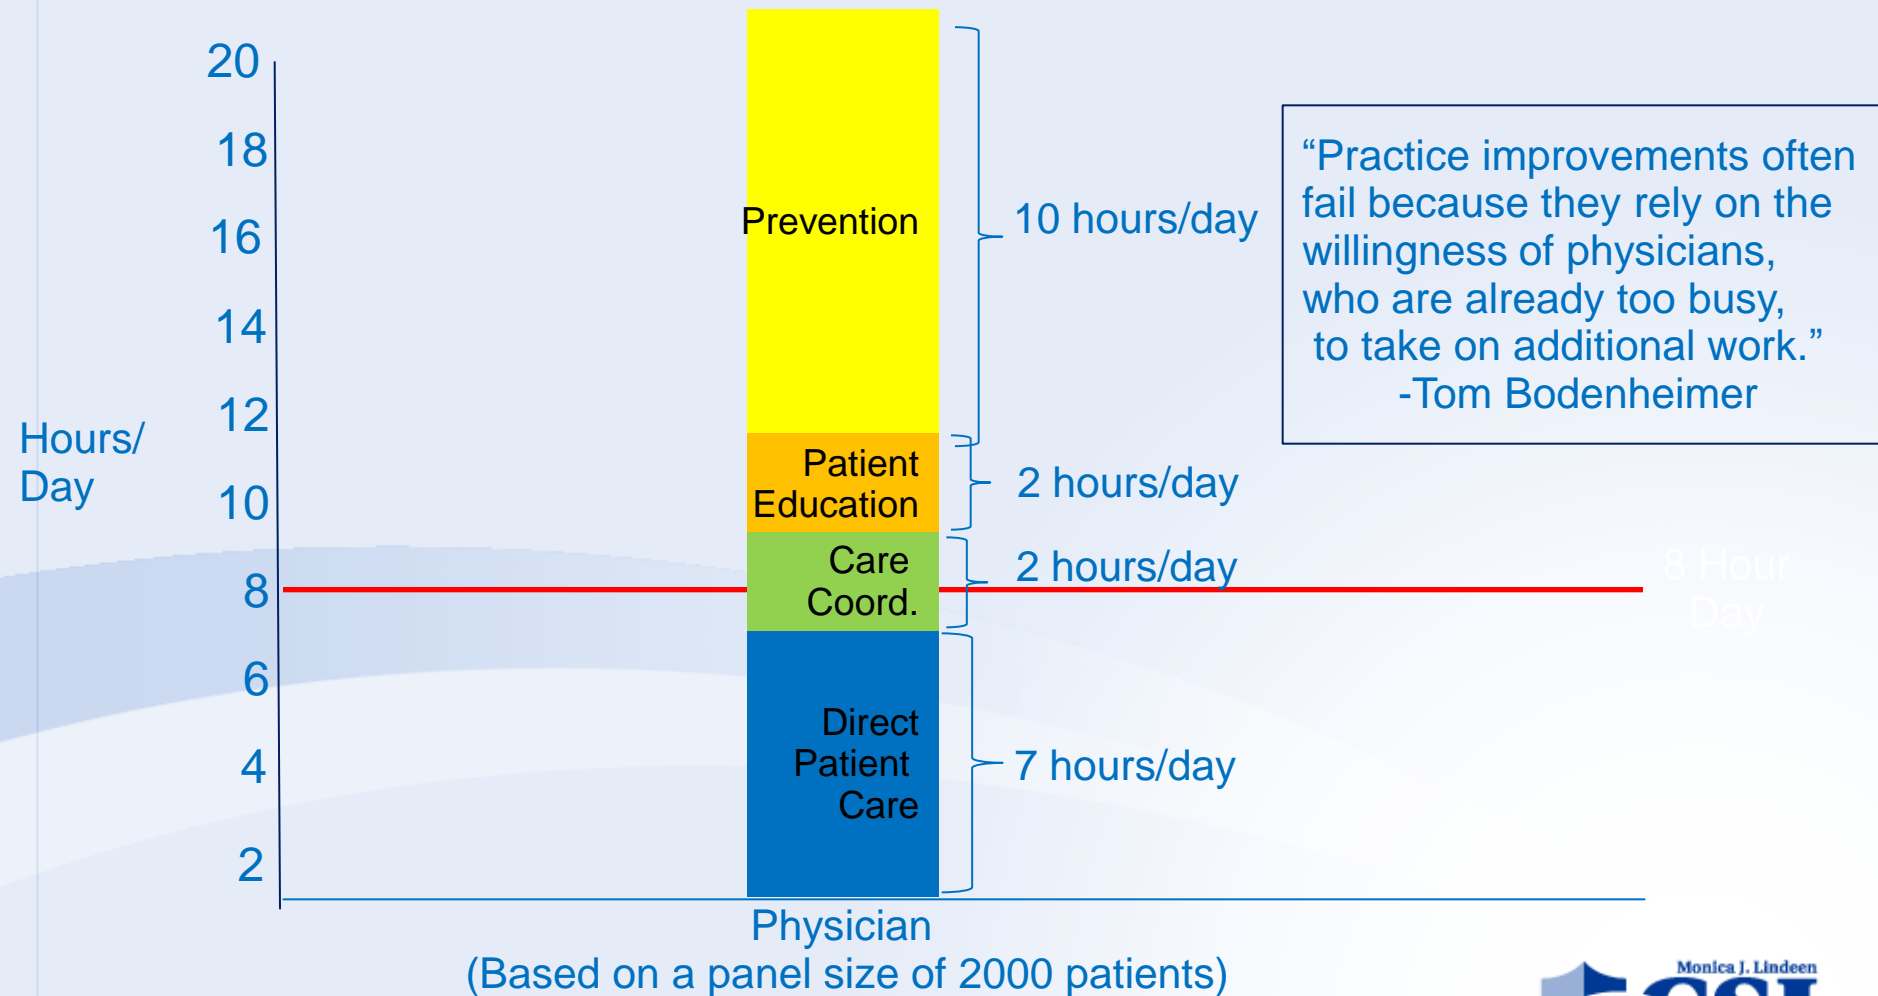 20
18
16
14
12
10
8
6
4
2
Hours/
Day
Prevention
Patient
Education
Care
Coord.
Direct
Patient
Care
10 hours/day
2 hours/day
2 hours/day
7 hours/day
“Practice improvements often
fail because they rely on the
willingness of physicians,
who are already too busy,
to take on additional work.”
-Tom Bodenheimer
8 Hour
Day
Physician
(Based on a panel size of 2000 patients)
Monica J. Lindeen
CSI